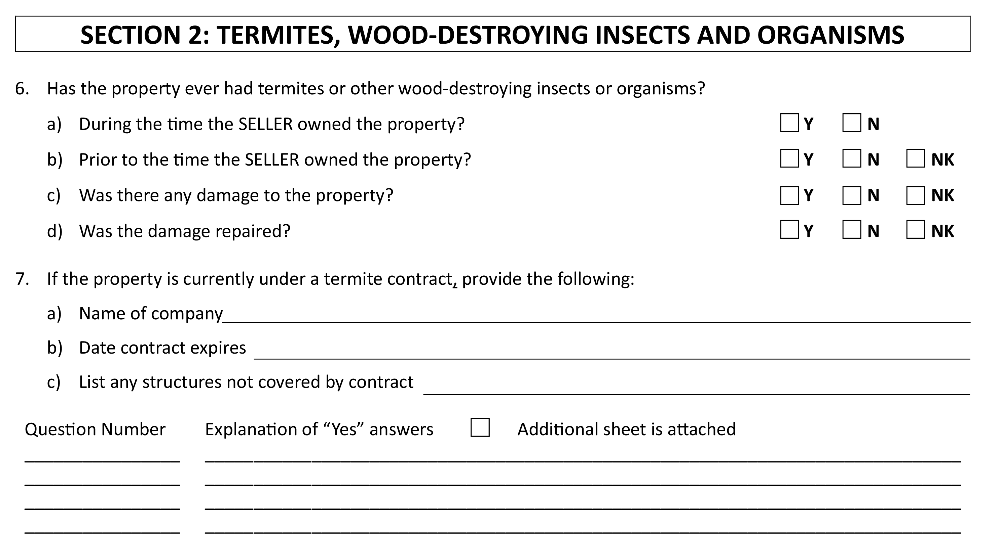 SECTION 2: TERMITES, WOOD-DESTROYING INSECTS AND ORGANISMS
6. Has the property ever had termites or other wood-destroying insects or organisms?
a) During the time the SELLER owned the property? Y N
b) Prior to the time the SELLER owned the property? Y N NK
c) Was there any damage to the property? Y N NK
d) Was the damage repaired? Y N NK
7. If the property is currently under a termite contract, provide the following:
a) Name of company
b) Date contract expires
c) List any structures not covered by contract
Question Number Explanation of “Yes” answers Additional sheet is attached